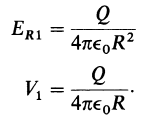 E_{R1} = \frac{Q}{4\pi\epsilon_0 R^2}
V_1 = \frac{Q}{4\pi\epsilon_0 R}.